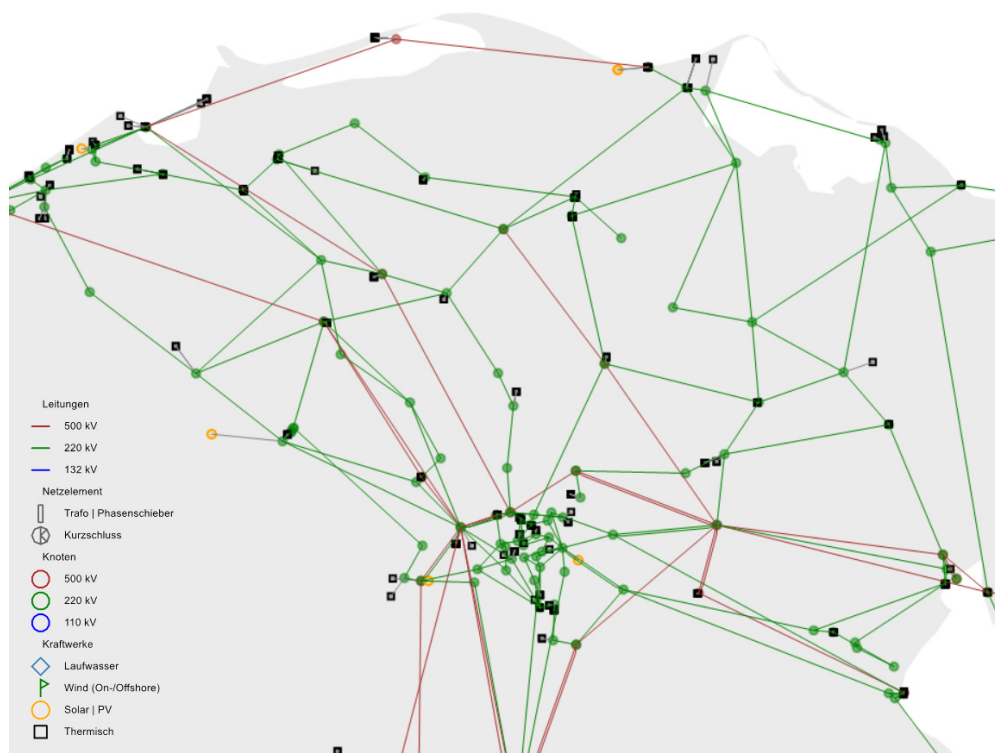 Leitungen
500 kV
220 kV
132 kV
Netzelement
Trafo | Phasenschieber
Kurzschluss
Knoten
500 kV
220 kV
110 kV
Kraftwerke
Laufwasser
Wind (On-/Offshore)
Solar | PV
Thermisch